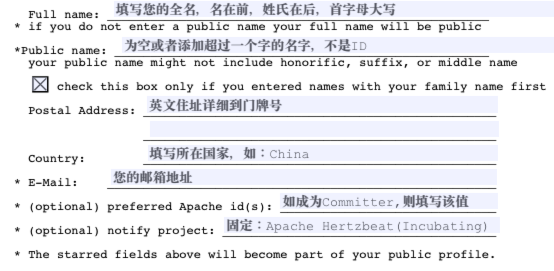 Full name: 填写您的全名，名在前，姓氏在后，首字母大写
* if you do not enter a public name your full name will be public
*Public name: 为空或者添加超过一个字的名字，不是ID
your public name might not include honorific, suffix, or middle name
check this box only if you entered names with your family name first
Postal Address: 英文住址详细到门牌号
Country: 填写所在国家，如：China
* E-Mail: 您的邮箱地址
* (optional) preferred Apache id(s): 如成为Committer,则填写该值
* (optional) notify project: 固定：Apache Hertzbeat(Incubating)
* The starred fields above will become part of your public profile.